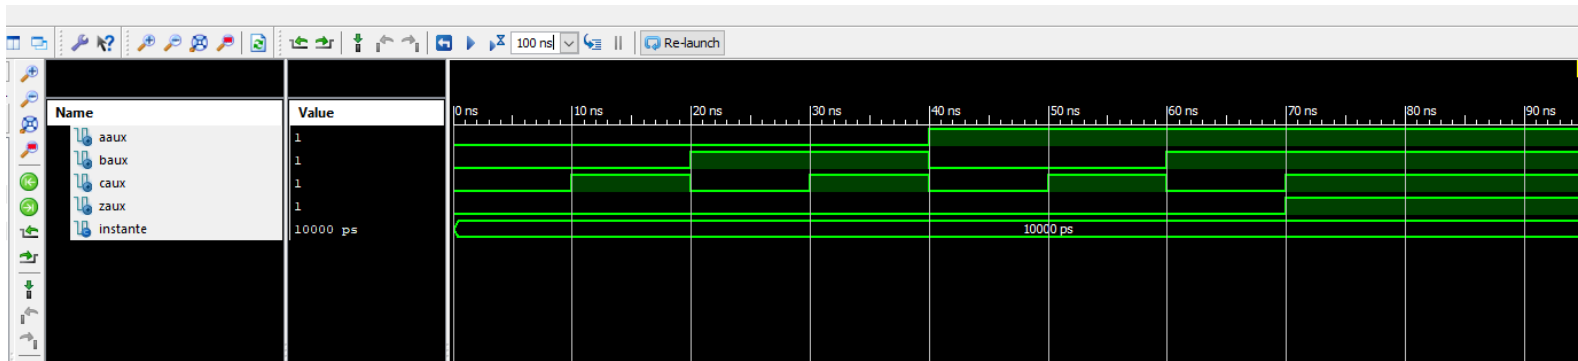 100 ns Re-launch
Name Value 0 ns 10 ns 20 ns 30 ns 40 ns 50 ns 60 ns 70 ns 80 ns 90 ns
aaux 1
baux 1
caux 1
zaux 1
instante 10000 ps 10000 ps